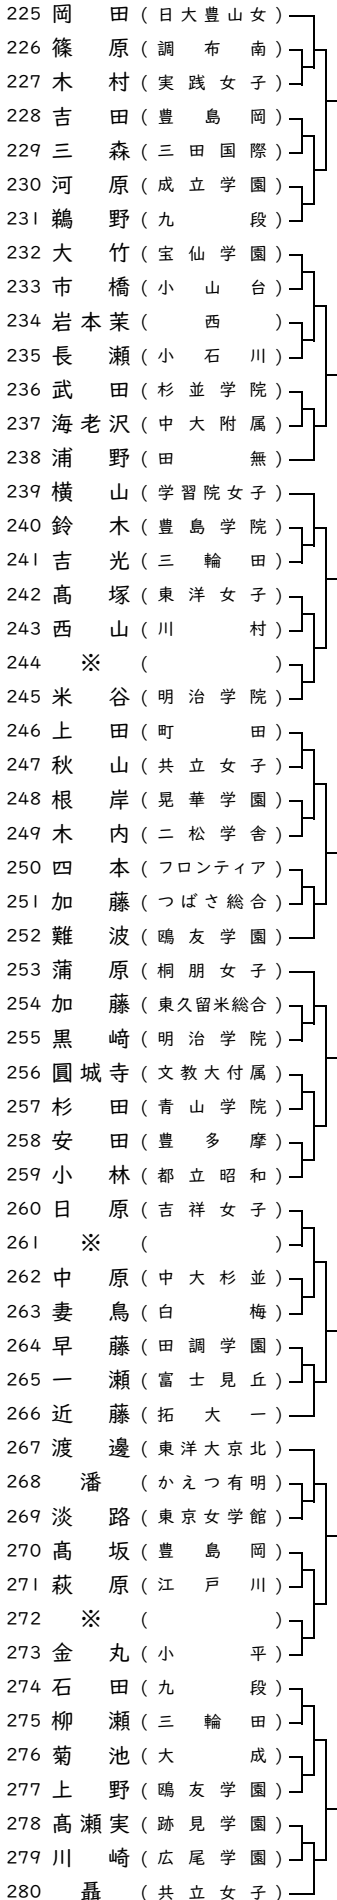 225 岡田 (日大豊山女)
226 篠原 (調布南)
227 木村 (実践女子)
228 吉田 (豊島岡)
229 三森 (三田国際)
230 河原 (成立学園)
231 鵜野 (九段)
232 大竹 (宝仙学園)
233 市橋 (小山台)
234 岩本茉 (西)
235 長瀬 (小石川)
236 武田 (杉並学院)
237 海老沢 (中大附属)
238 浦野 (田無)
239 横山 (学習院女子)
240 鈴木 (豊島学院)
241 吉光 (三輪田)
242 髙塚 (東洋女子)
243 西山 (川村)
244 ※ ( )
245 米谷 (明治学院)
246 上田 (町田)
247 秋山 (共立女子)
248 根岸 (晃華学園)
249 木内 (二松学舎)
250 四本 (フロンティア)
251 加藤 (つばさ総合)
252 難波 (鴎友学園)
253 蒲原 (桐朋女子)
254 加藤 (東久留米総合)
255 黒﨑 (明治学院)
256 圓城寺 (文教大付属)
257 杉田 (青山学院)
258 安田 (豊多摩)
259 小林 (都立昭和)
260 日原 (吉祥女子)
261 ※ ( )
262 中原 (中大杉並)
263 妻鳥 (白梅)
264 早藤 (田調学園)
265 一瀬 (富士見丘)
266 近藤 (拓大一)
267 渡邊 (東洋大京北)
268 潘 (かえつ有明)
269 淡路 (東京女学館)
270 髙坂 (豊島岡)
271 萩原 (江戸川)
272 ※ ( )
273 金丸 (小平)
274 石田 (九段)
275 柳瀬 (三輪田)
276 菊池 (大成)
277 上野 (鴎友学園)
278 髙瀬実 (跡見学園)
279 川崎 (広尾学園)
280 聶 (共立女子)